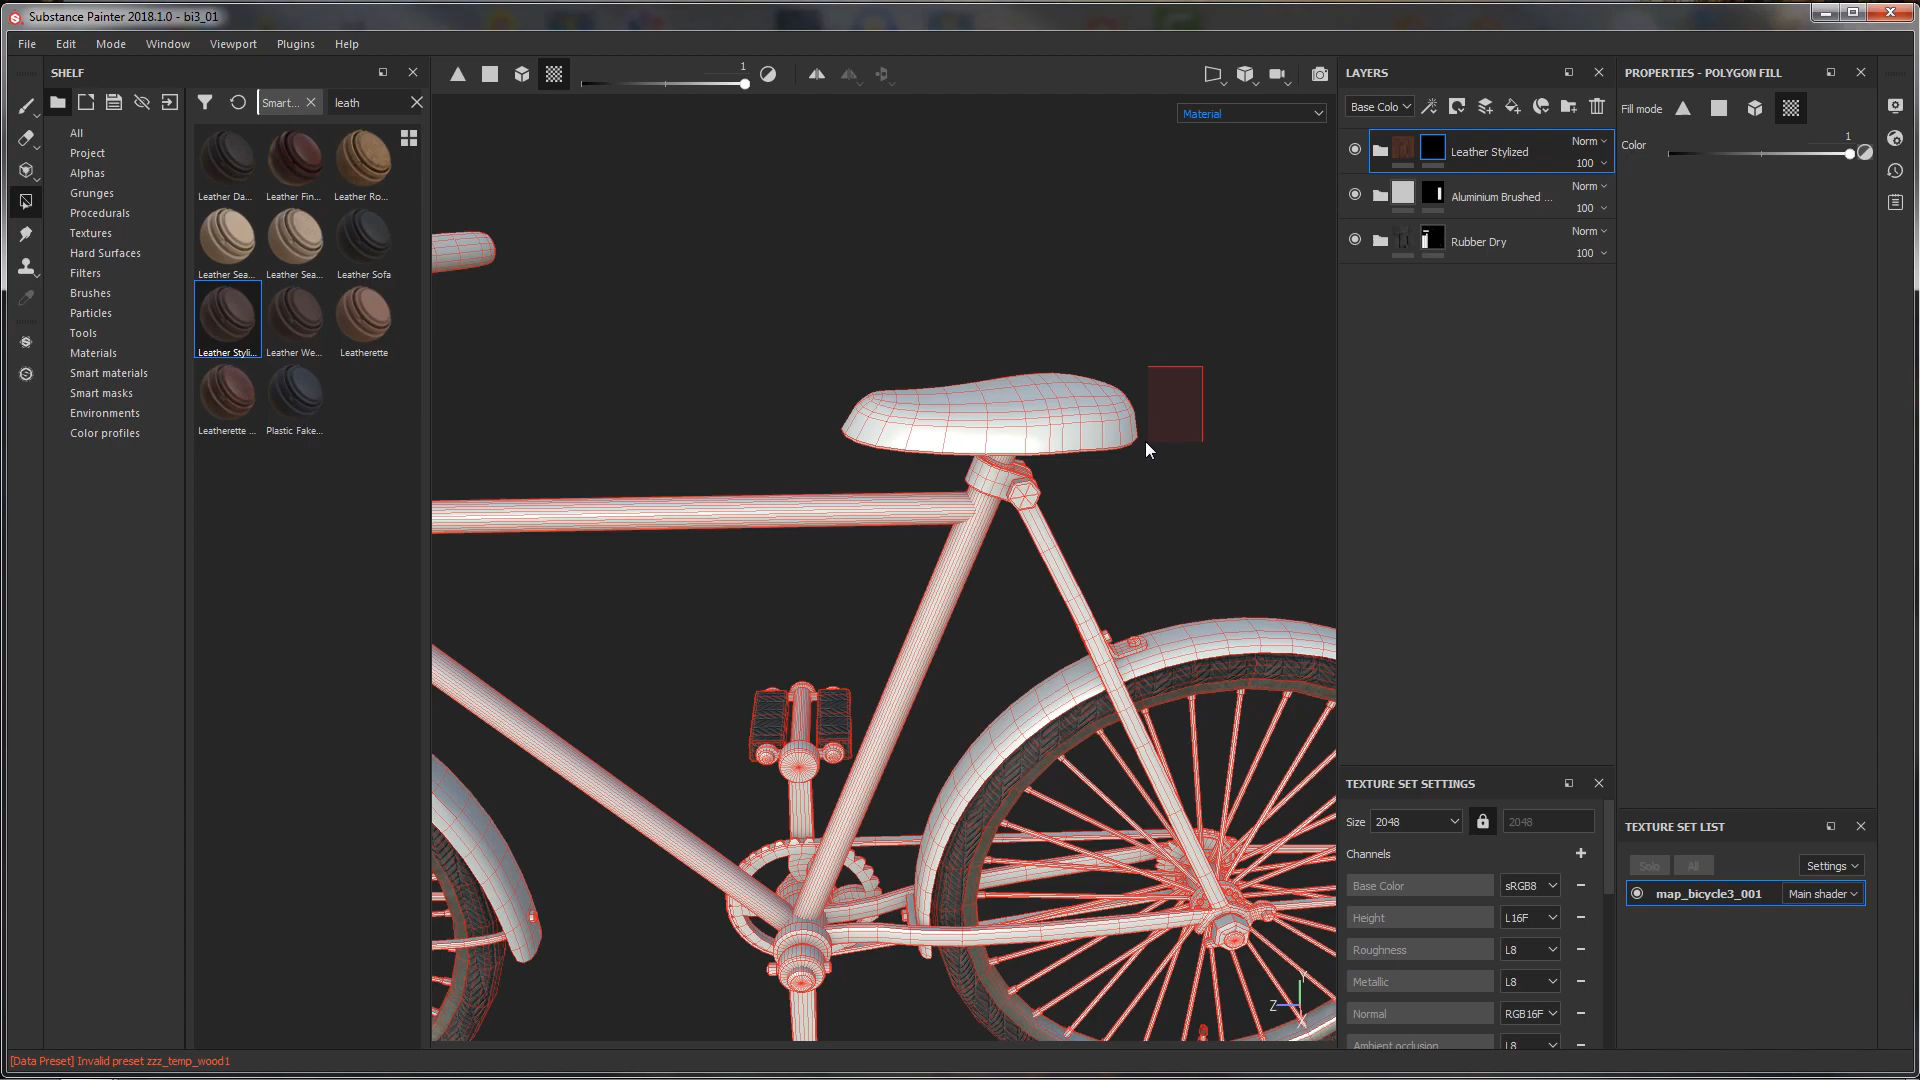 Substance Painter 2018.1.0 - bi3_01
File Edit Mode Window Viewport Plugins Help
SHELF
Smart...
leath
All
Project
Alphas
Grunges
Procedurals
Textures
Hard Surfaces
Filters
Brushes
Particles
Tools
Materials
Smart materials
Smart masks
Environments
Color profiles
Leather Da... Leather Fin... Leather Ro...
Leather Sea... Leather Sea... Leather Sofa
Leather Styli... Leather We... Leatherette
Leatherette ... Plastic Fake...
1
Material
Z
Y
X
LAYERS
Base Colo
Leather Stylized
Norm
100
Aluminium Brushed ...
Norm
100
Rubber Dry
Norm
100
TEXTURE SET SETTINGS
Size 2048 2048
Channels
Base Color sRGB8
Height L16F
Roughness L8
Metallic L8
Normal RGB16F
Ambient occlusion L8
PROPERTIES - POLYGON FILL
Fill mode
Color 1
TEXTURE SET LIST
Solo All Settings
map_bicycle3_001 Main shader
[Data Preset] Invalid preset zzz_temp_wood1